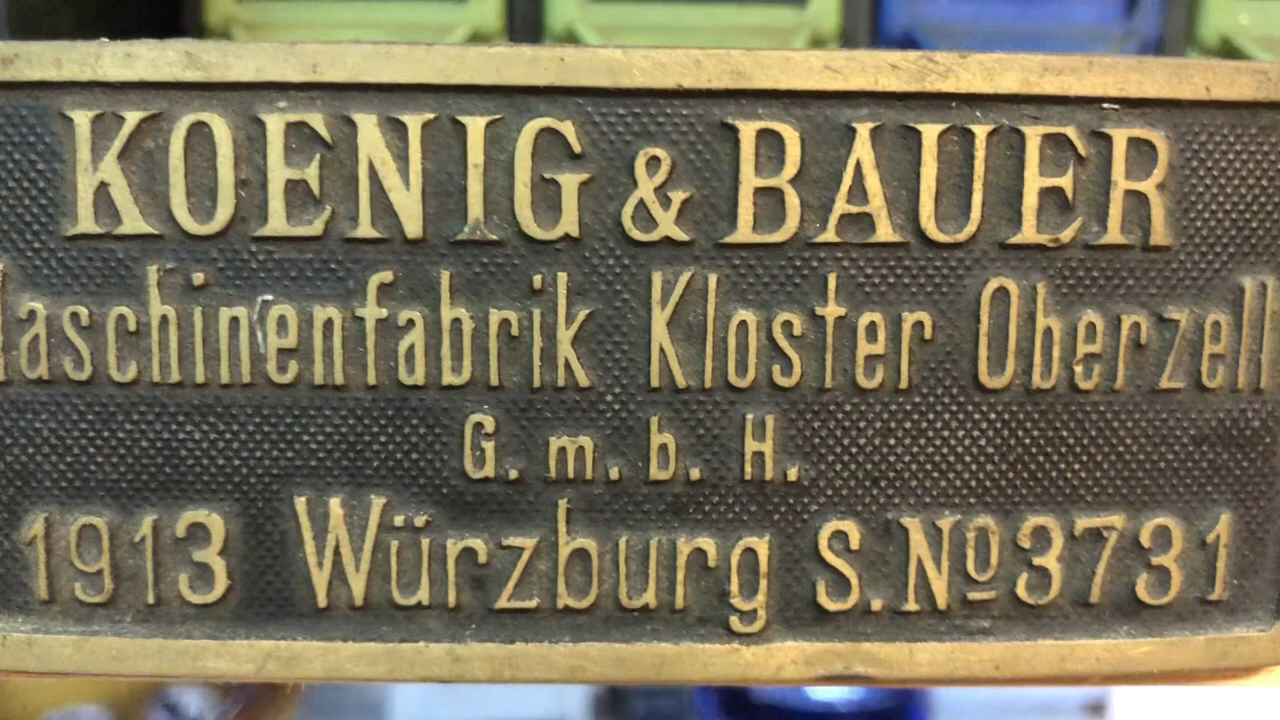 KOENIG & BAUER
Maschinenfabrik Kloster Oberzell
G. m. b. H.
1913 Würzburg S. Nº 3731